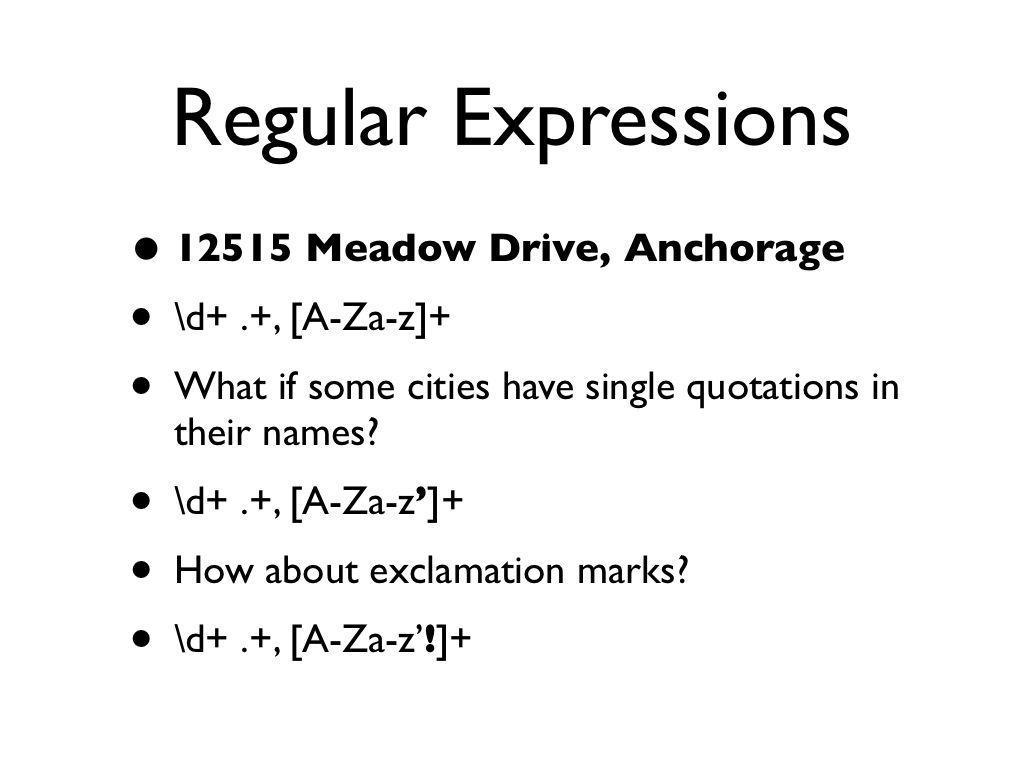 Regular Expressions
• 12515 Meadow Drive, Anchorage
• \d+ .+, [A-Za-z]+
• What if some cities have single quotations in
their names?
• \d+ .+, [A-Za-z’]+
• How about exclamation marks?
• \d+ .+, [A-Za-z’!]+